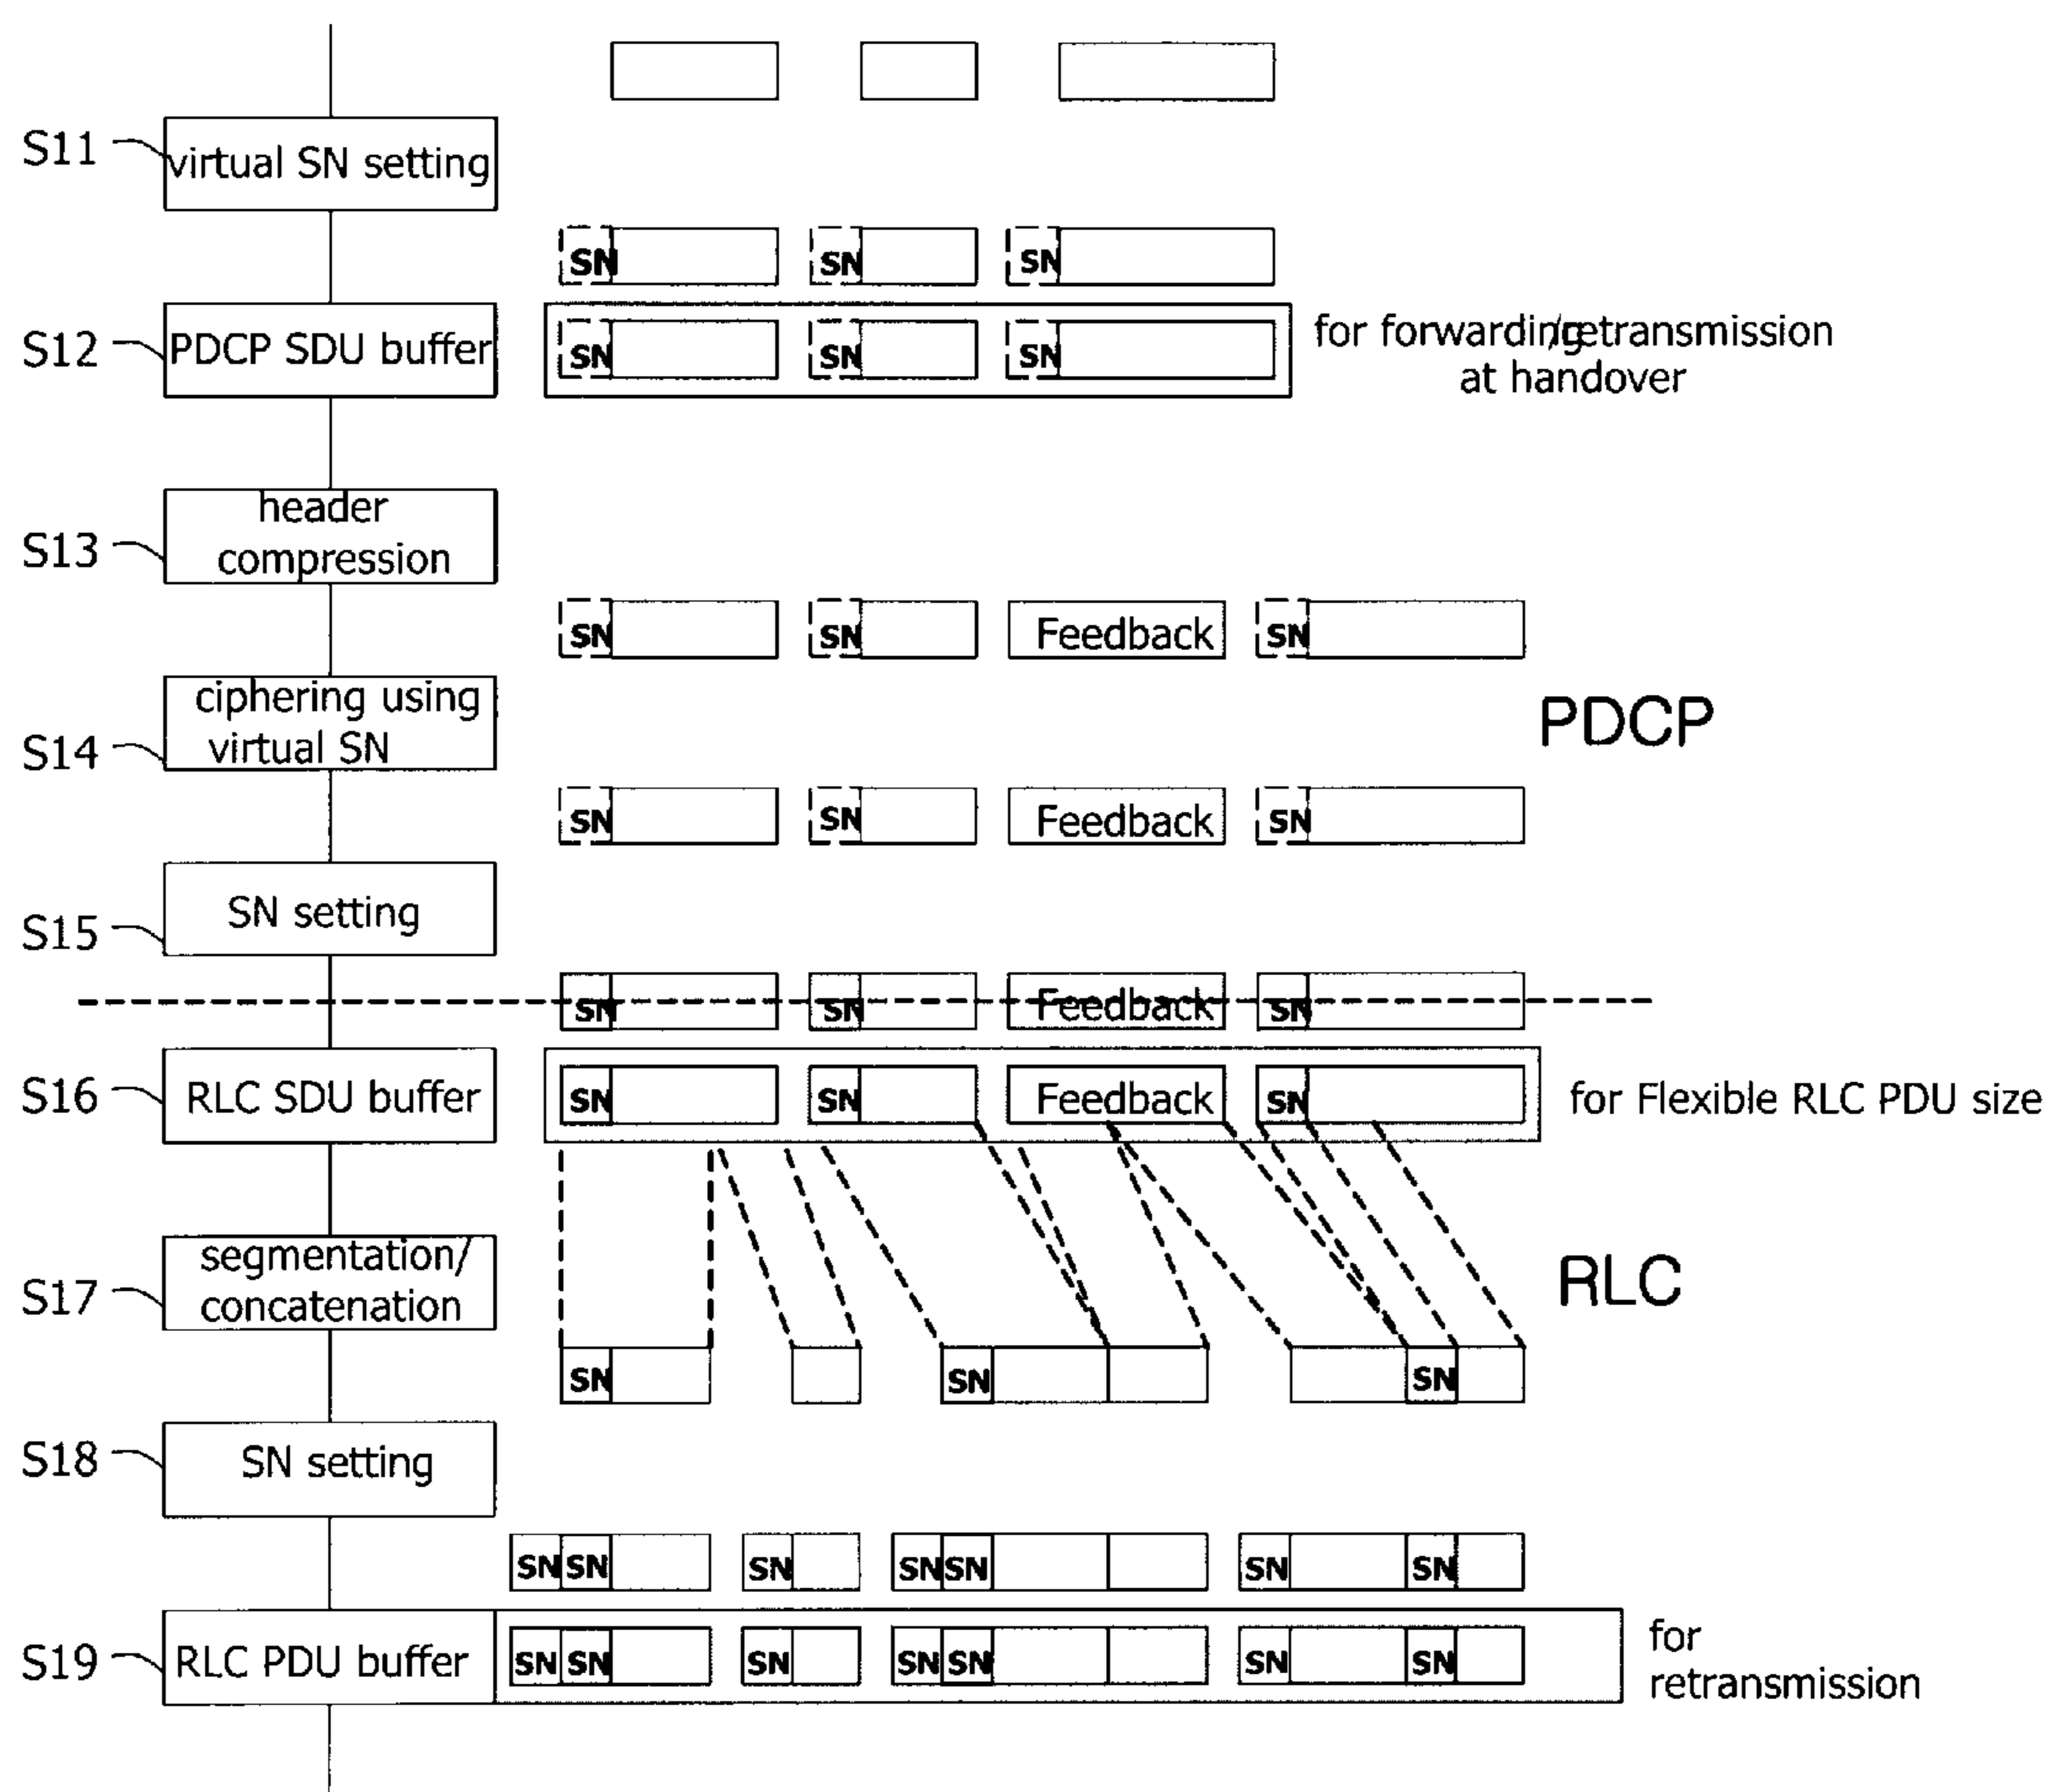 S11
virtual SN setting
SN SN SN
S12
PDCP SDU buffer
SN SN SN
for forwarding/retransmission
at handover
S13
header
compression
SN SN Feedback SN
S14
ciphering using
virtual SN
PDCP
SN SN Feedback SN
S15
SN setting
SN SN Feedback SN
S16
RLC SDU buffer
SN SN Feedback SN
for Flexible RLC PDU size
S17
segmentation/
concatenation
RLC
SN SN SN
S18
SN setting
SN SN SN SN SN SN SN
S19
RLC PDU buffer
SN SN SN SN SN SN SN
for
retransmission